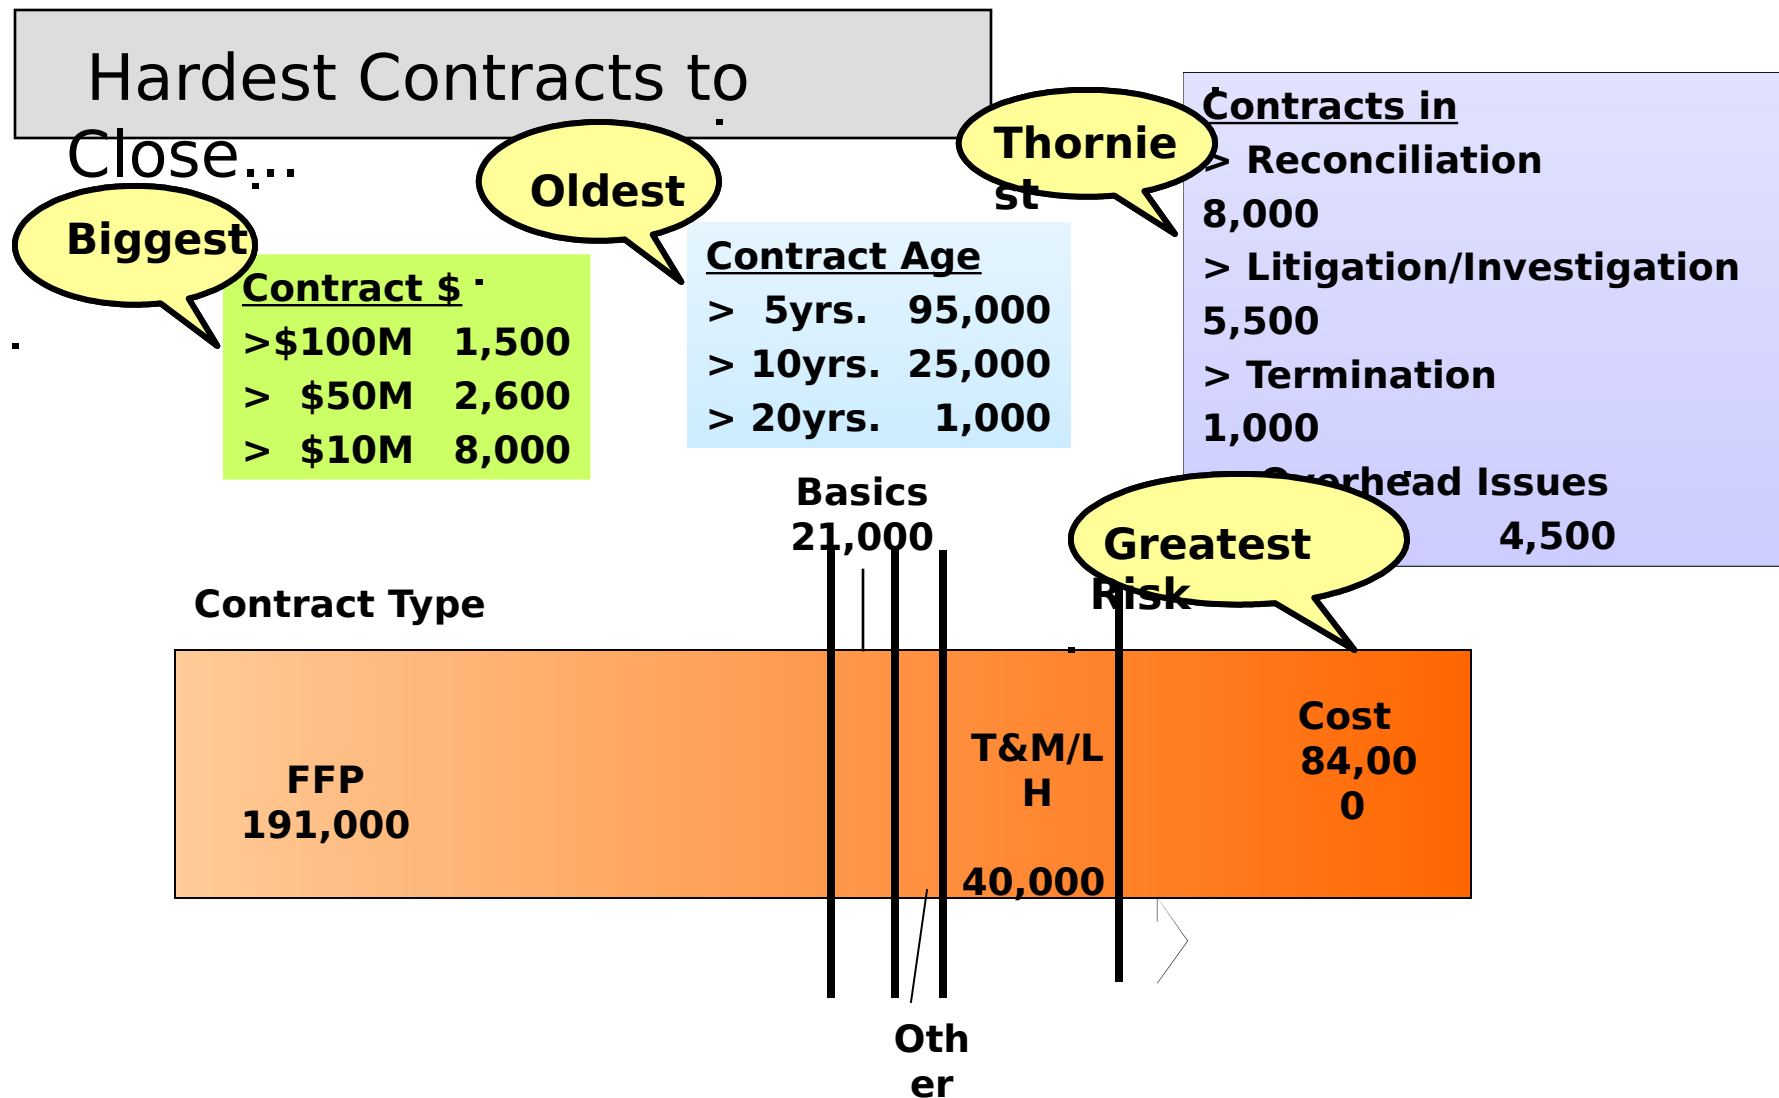 Hardest Contracts to
Close...
Biggest
Contract $
>$100M 1,500
> $50M 2,600
> $10M 8,000
Oldest
Contract Age
> 5yrs. 95,000
> 10yrs. 25,000
> 20yrs. 1,000
Thornie
st
Contracts in
> Reconciliation
8,000
> Litigation/Investigation
5,500
> Termination
1,000
Overhead Issues
4,500
Greatest
Risk
Basics
21,000
Contract Type
FFP
191,000
T&M/L
H
40,000
Cost
84,00
0
Oth
er